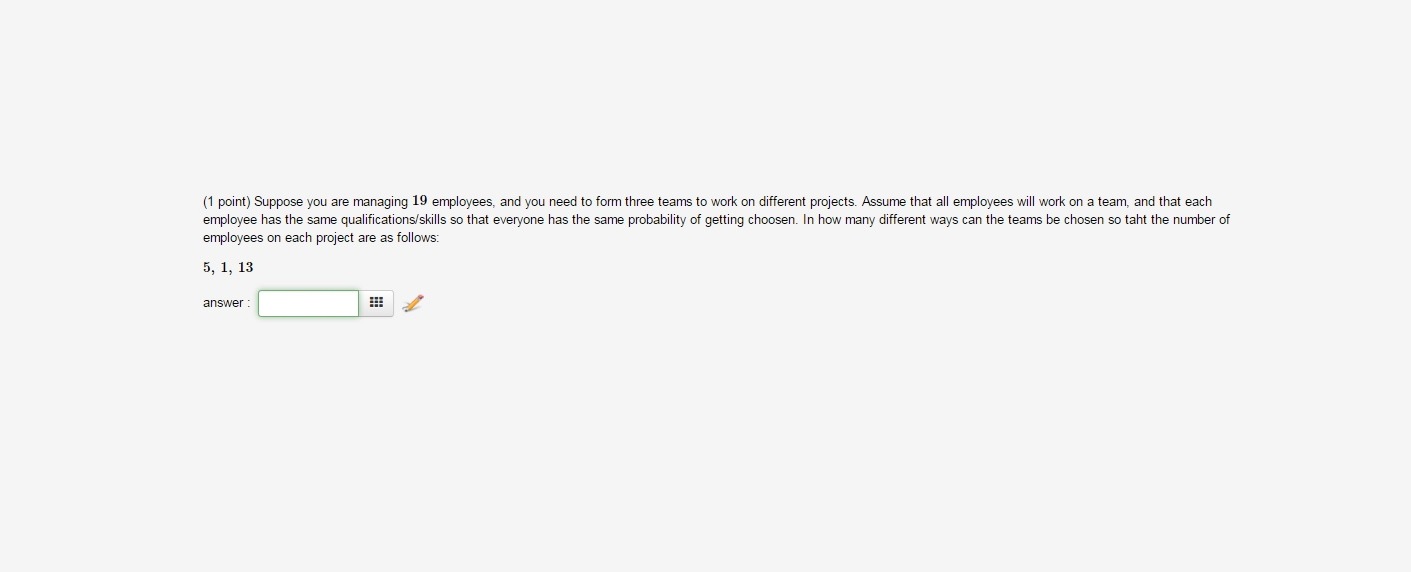 (1 point) Suppose you are managing 19 employees, and you need to form three teams to work on different projects. Assume that all employees will work on a team, and that each
employee has the same qualifications/skills so that everyone has the same probability of getting choosen. In how many different ways can the teams be chosen so taht the number of
employees on each project are as follows:
5, 1, 13
answer :